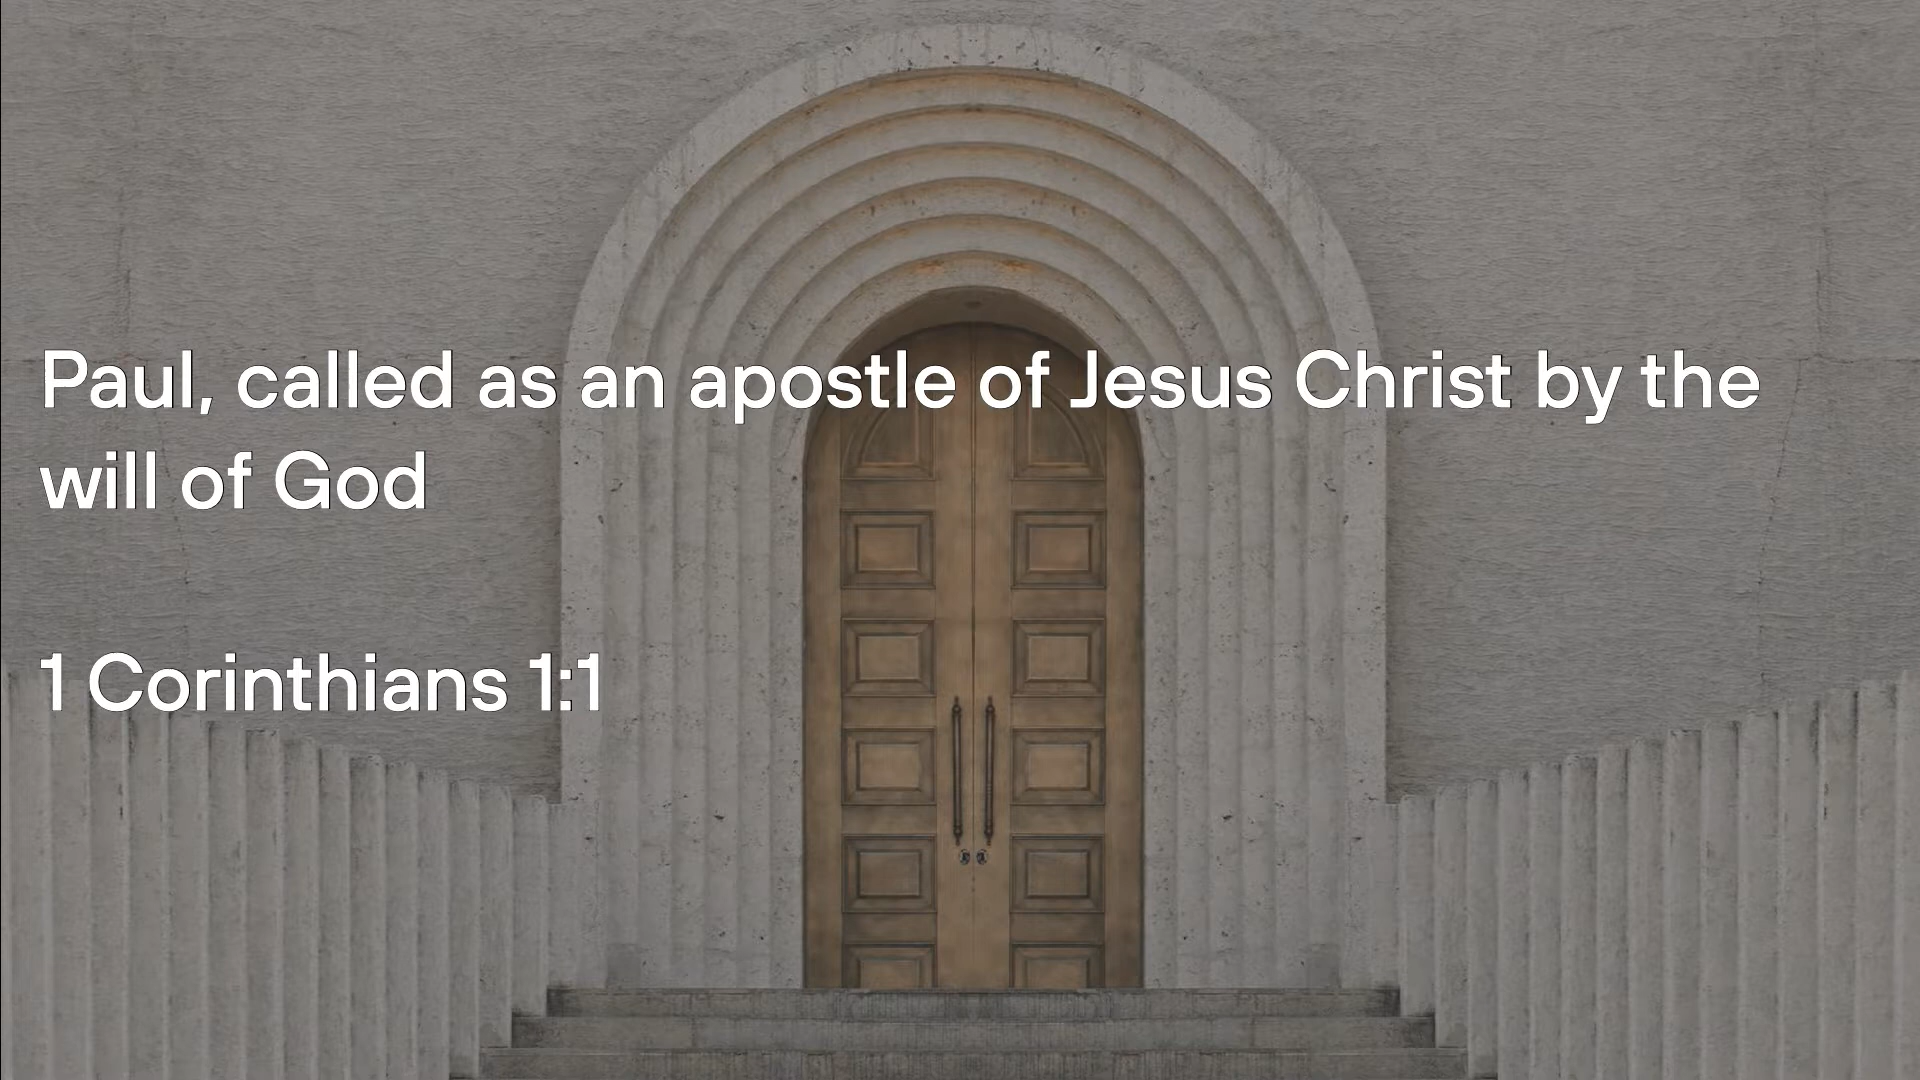 Paul, called as an apostle of Jesus Christ by the
will of God
1 Corinthians 1:1